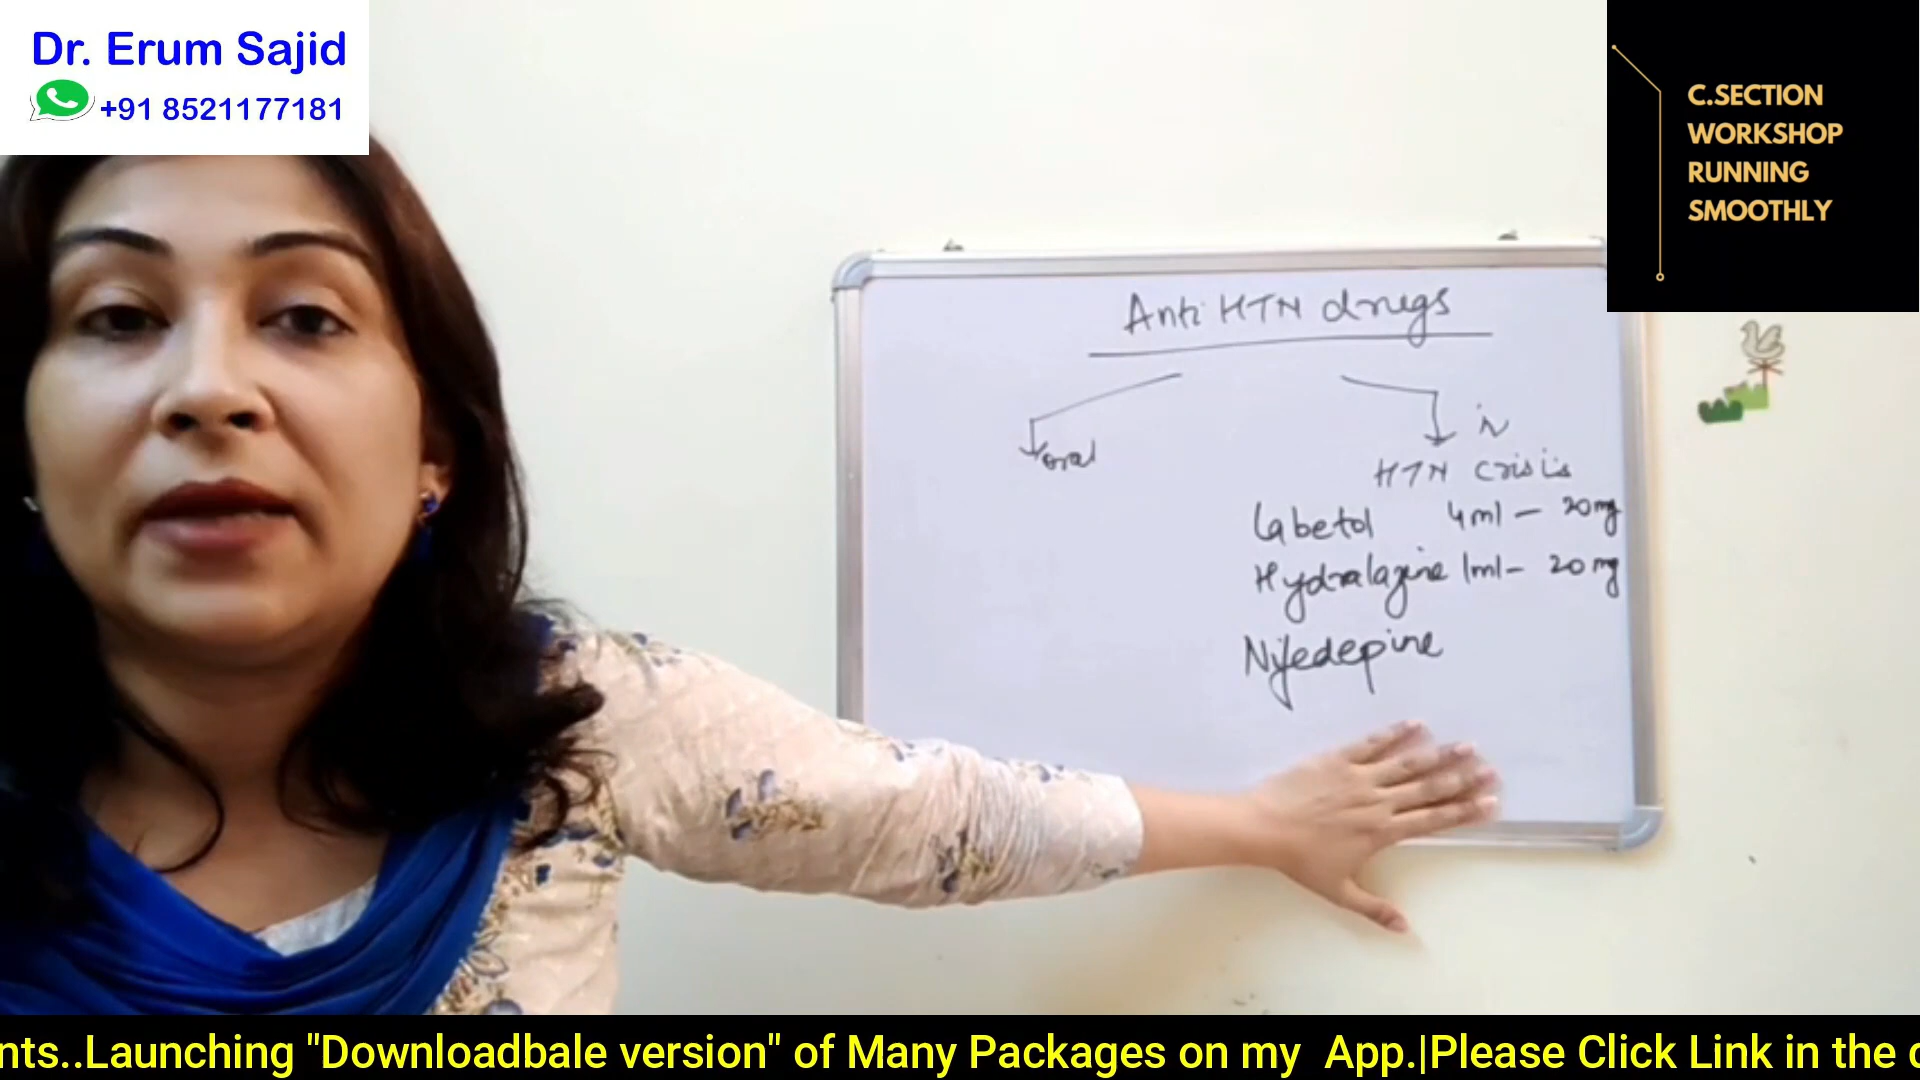 Dr. Erum Sajid
+91 8521177181
C.SECTION
WORKSHOP
RUNNING
SMOOTHLY
Anti HTN drugs
oral
in
HTN crisis
Labetol 4ml - 20mg
Hydralazine 1ml - 20mg
Nifedepine
nts..Launching "Downloadbale version" of Many Packages on my App.|Please Click Link in the d